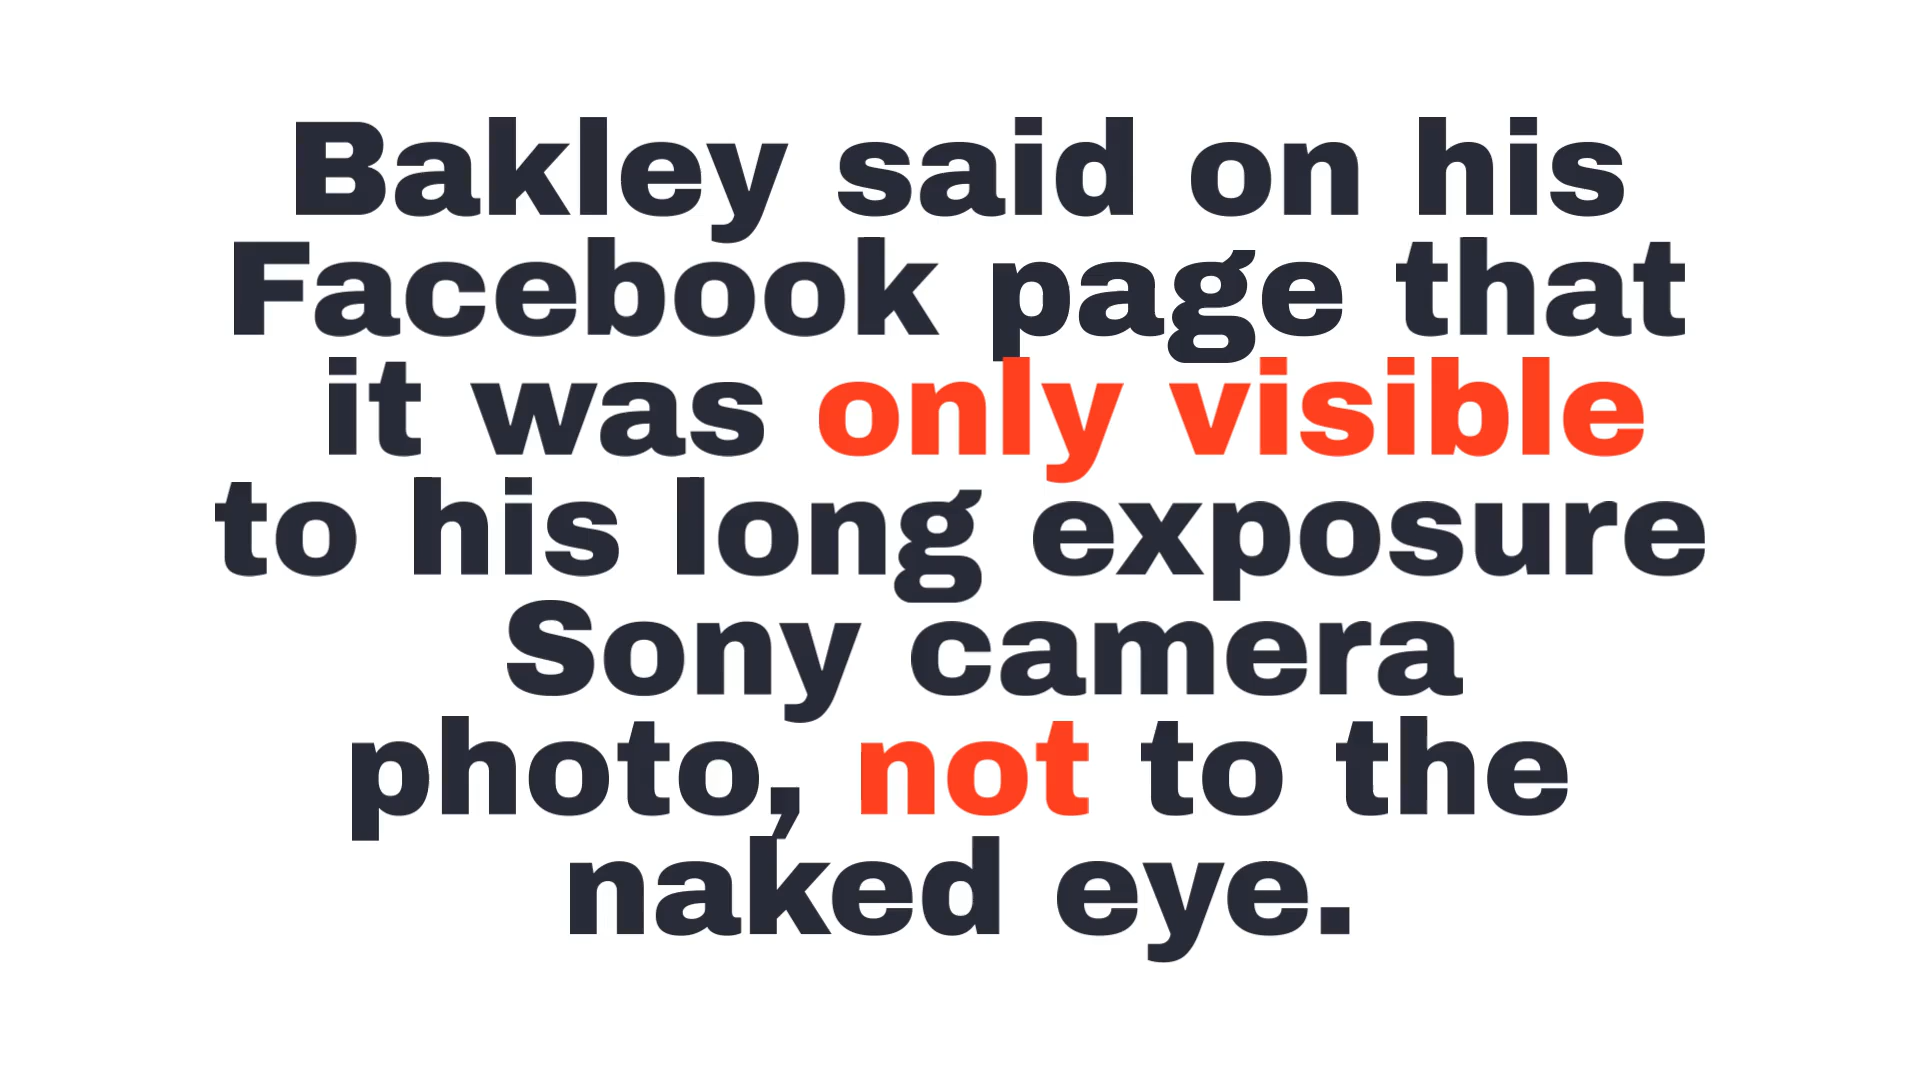 Bakley said on his
Facebook page that
it was only visible
to his long exposure
Sony camera
photo, not to the
naked eye.